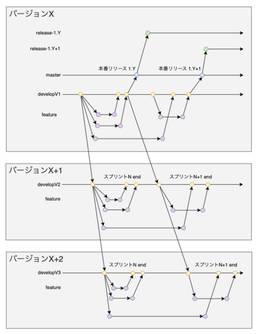 バージョンX
release-1.Y
release-1.Y+1
本番リリース 1.Y
本番リリース 1.Y+1
master
developV1
feature
バージョンX+1
スプリントN end
スプリントN+1 end
developV2
feature
バージョンX+2
スプリントN end
スプリントN+1 end
developV3
feature